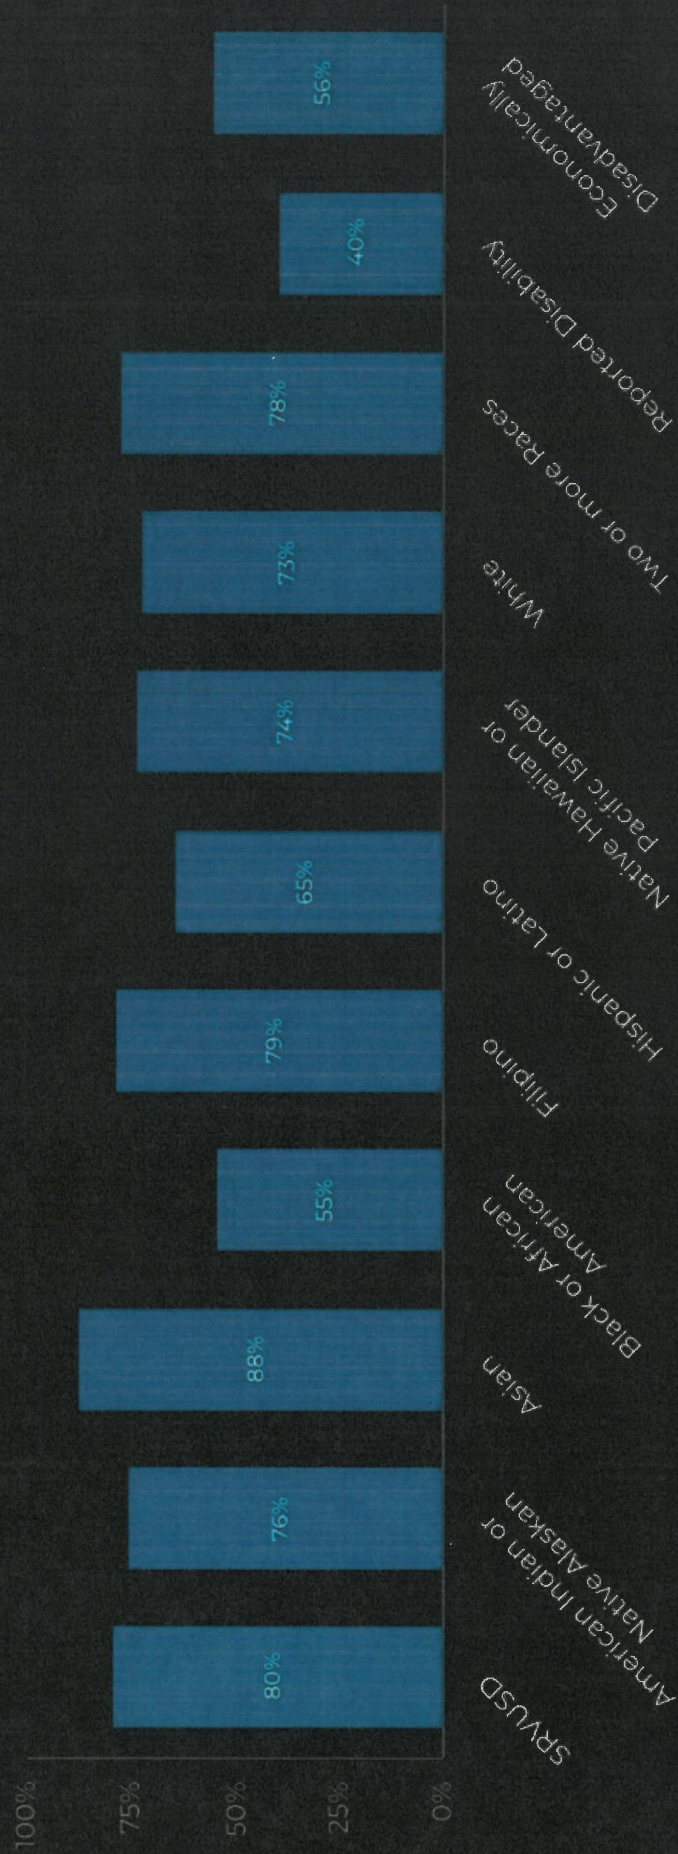 100%
75%
50%
25%
0%
80%
76%
88%
55%
79%
65%
74%
73%
78%
40%
56%
SRVUSD
American Indian or
Native Alaskan
Asian
Black or African
American
Filipino
Hispanic or Latino
Native Hawaiian or
Pacific Islander
White
Two or more Races
Reported Disability
Economically
Disadvantaged